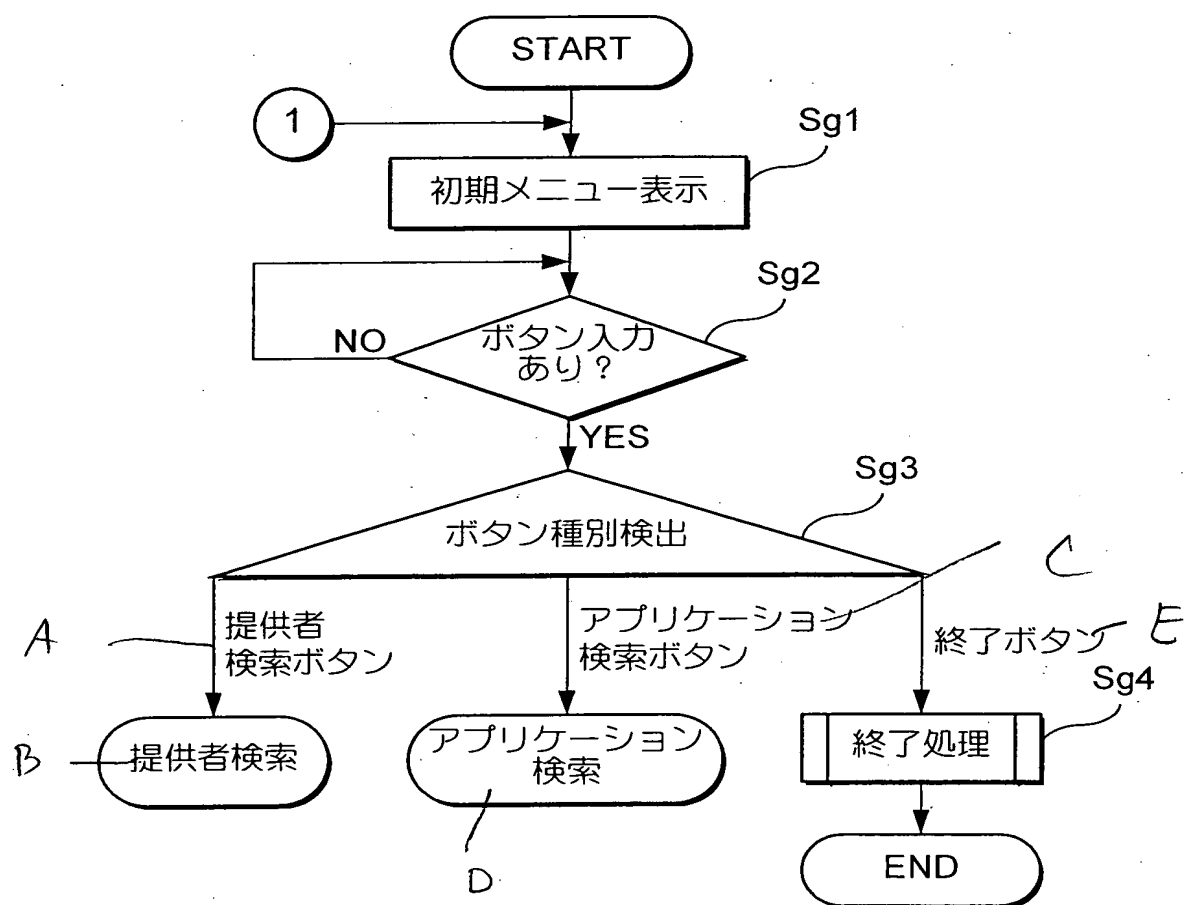 START
1
Sg1
初期メニュー表示
Sg2
NO
ボタン入力
あり？
YES
Sg3
ボタン種別検出
C
A
提供者
検索ボタン
アプリケーション
検索ボタン
終了ボタン
E
Sg4
B
提供者検索
アプリケーション
検索
終了処理
D
END